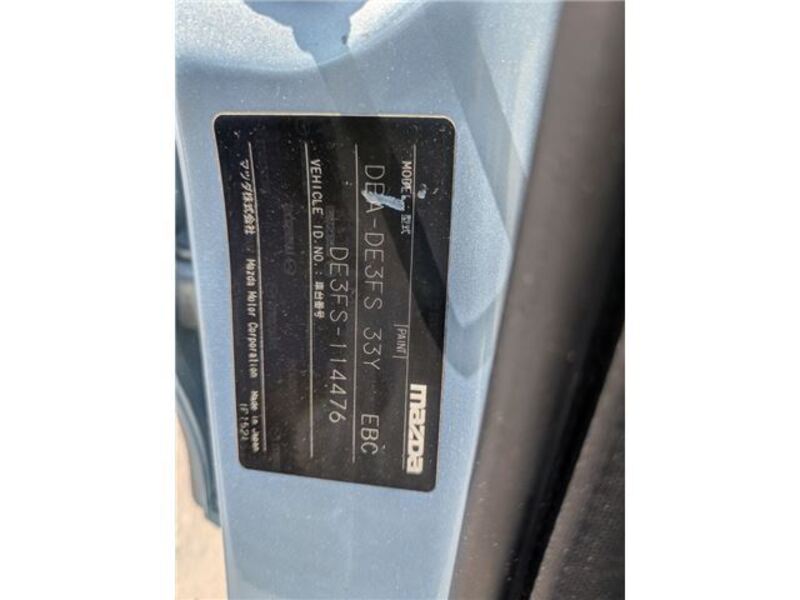 mazda
MODEL : 型式 PAINT
DBA-DE3FS 33Y EBC
VEHICLE ID.NO. : 車台番号
DE3FS-114476
マツダ株式会社 Mazda Motor Corporation Made in Japan